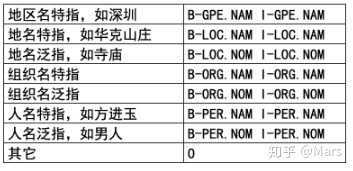 地区名特指，如深圳 B-GPE.NAM I-GPE.NAM
地名特指，如华克山庄 B-LOC.NAM I-LOC.NAM
地名泛指，如寺庙 B-LOC.NOM I-LOC.NOM
组织名特指 B-ORG.NAM I-ORG.NAM
组织名泛指 B-ORG.NOM I-ORG.NOM
人名特指，如方进玉 B-PER.NAM I-PER.NAM
人名泛指，如男人 B-PER.NOM I-PER.NOM
其它 O
知乎 @Mars